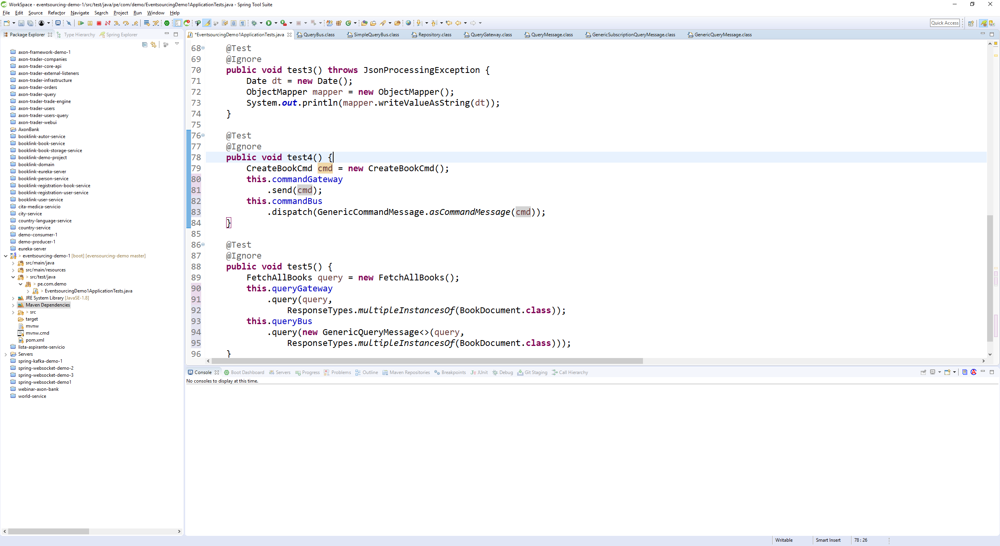 WorkSpace - eventsourcing-demo-1/src/test/java/pe/com/demo/EventsourcingDemo1ApplicationTests.java - Spring Tool Suite
File Edit Source Refactor Navigate Search Project Run Window Help
Quick Access
Package Explorer Type Hierarchy Spring Explorer
axon-framework-demo-1
axon-trader-companies
axon-trader-core-api
axon-trader-external-listeners
axon-trader-infrastructure
axon-trader-orders
axon-trader-query
axon-trader-trade-engine
axon-trader-users
axon-trader-users-query
axon-trader-webui
AxonBank
booklink-autor-service
booklink-book-service
booklink-book-storage-service
booklink-demo-project
booklink-domain
booklink-eureka-server
booklink-person-service
booklink-registration-book-service
booklink-registration-user-service
booklink-user-service
cita-medica-servicio
city-service
country-language-service
country-service
demo-consumer-1
demo-producer-1
eureka-server
> eventsourcing-demo-1 [boot] [evensourcing-demo master]
src/main/java
src/main/resources
> src/test/java
> pe.com.demo
> EventsourcingDemo1ApplicationTests.java
JRE System Library [JavaSE-1.8]
Maven Dependencies
> src
target
mvnw
mvnw.cmd
pom.xml
lista-aspirante-servicio
Servers
spring-kafka-demo-1
spring-websocket-demo-2
spring-websocket-demo-3
spring-websocket-demo1
webinar-axon-bank
world-service
*EventsourcingDemo1ApplicationTests.java QueryBus.class SimpleQueryBus.class Repository.class QueryGateway.class QueryMessage.class GenericSubscriptionQueryMessage.class GenericQueryMessage.class
68 @Test
69 @Ignore
70 public void test3() throws JsonProcessingException {
71 Date dt = new Date();
72 ObjectMapper mapper = new ObjectMapper();
73 System.out.println(mapper.writeValueAsString(dt));
74 }
75
76 @Test
77 @Ignore
78 public void test4() {
79 CreateBookCmd cmd = new CreateBookCmd();
80 this.commandGateway
81 .send(cmd);
82 this.commandBus
83 .dispatch(GenericCommandMessage.asCommandMessage(cmd));
84 }
85
86 @Test
87 @Ignore
88 public void test5() {
89 FetchAllBooks query = new FetchAllBooks();
90 this.queryGateway
91 .query(query,
92 ResponseTypes.multipleInstancesOf(BookDocument.class));
93 this.queryBus
94 .query(new GenericQueryMessage<>(query,
95 ResponseTypes.multipleInstancesOf(BookDocument.class)));
96 }
Console Boot Dashboard Servers Progress Problems Outline Maven Repositories Breakpoints JUnit Debug Git Staging Call Hierarchy
No consoles to display at this time.
Writable Smart Insert 78 : 26